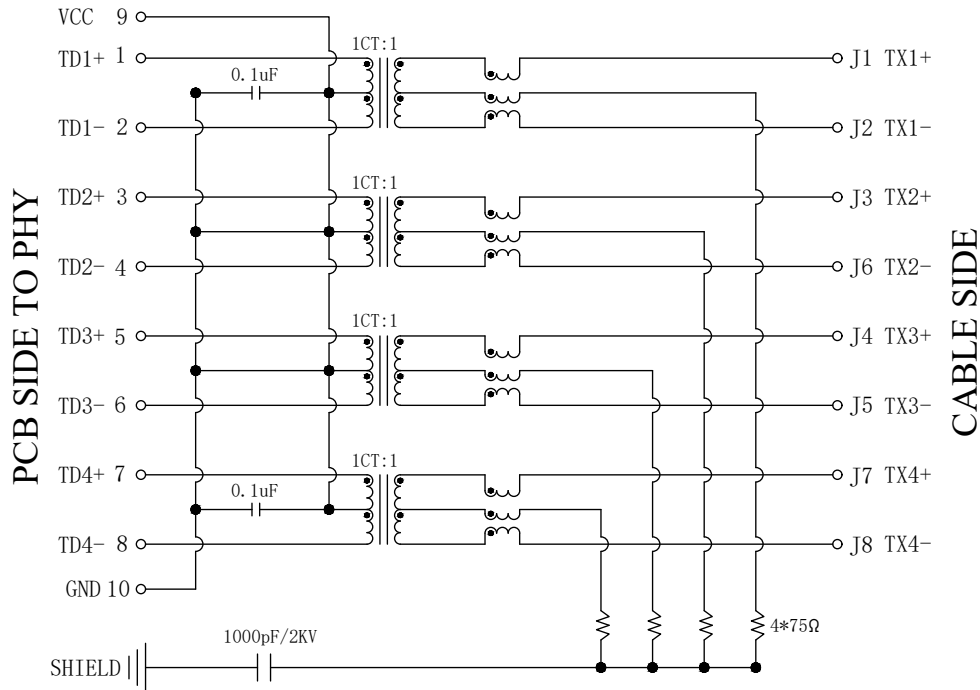 VCC 9
1CT:1
TD1+ 1
J1 TX1+
0.1uF
TD1- 2
J2 TX1-
1CT:1
TD2+ 3
J3 TX2+
TD2- 4
J6 TX2-
1CT:1
TD3+ 5
J4 TX3+
TD3- 6
J5 TX3-
1CT:1
TD4+ 7
J7 TX4+
0.1uF
TD4- 8
J8 TX4-
GND 10
4*75Ω
1000pF/2KV
SHIELD
PCB SIDE TO PHY
CABLE SIDE